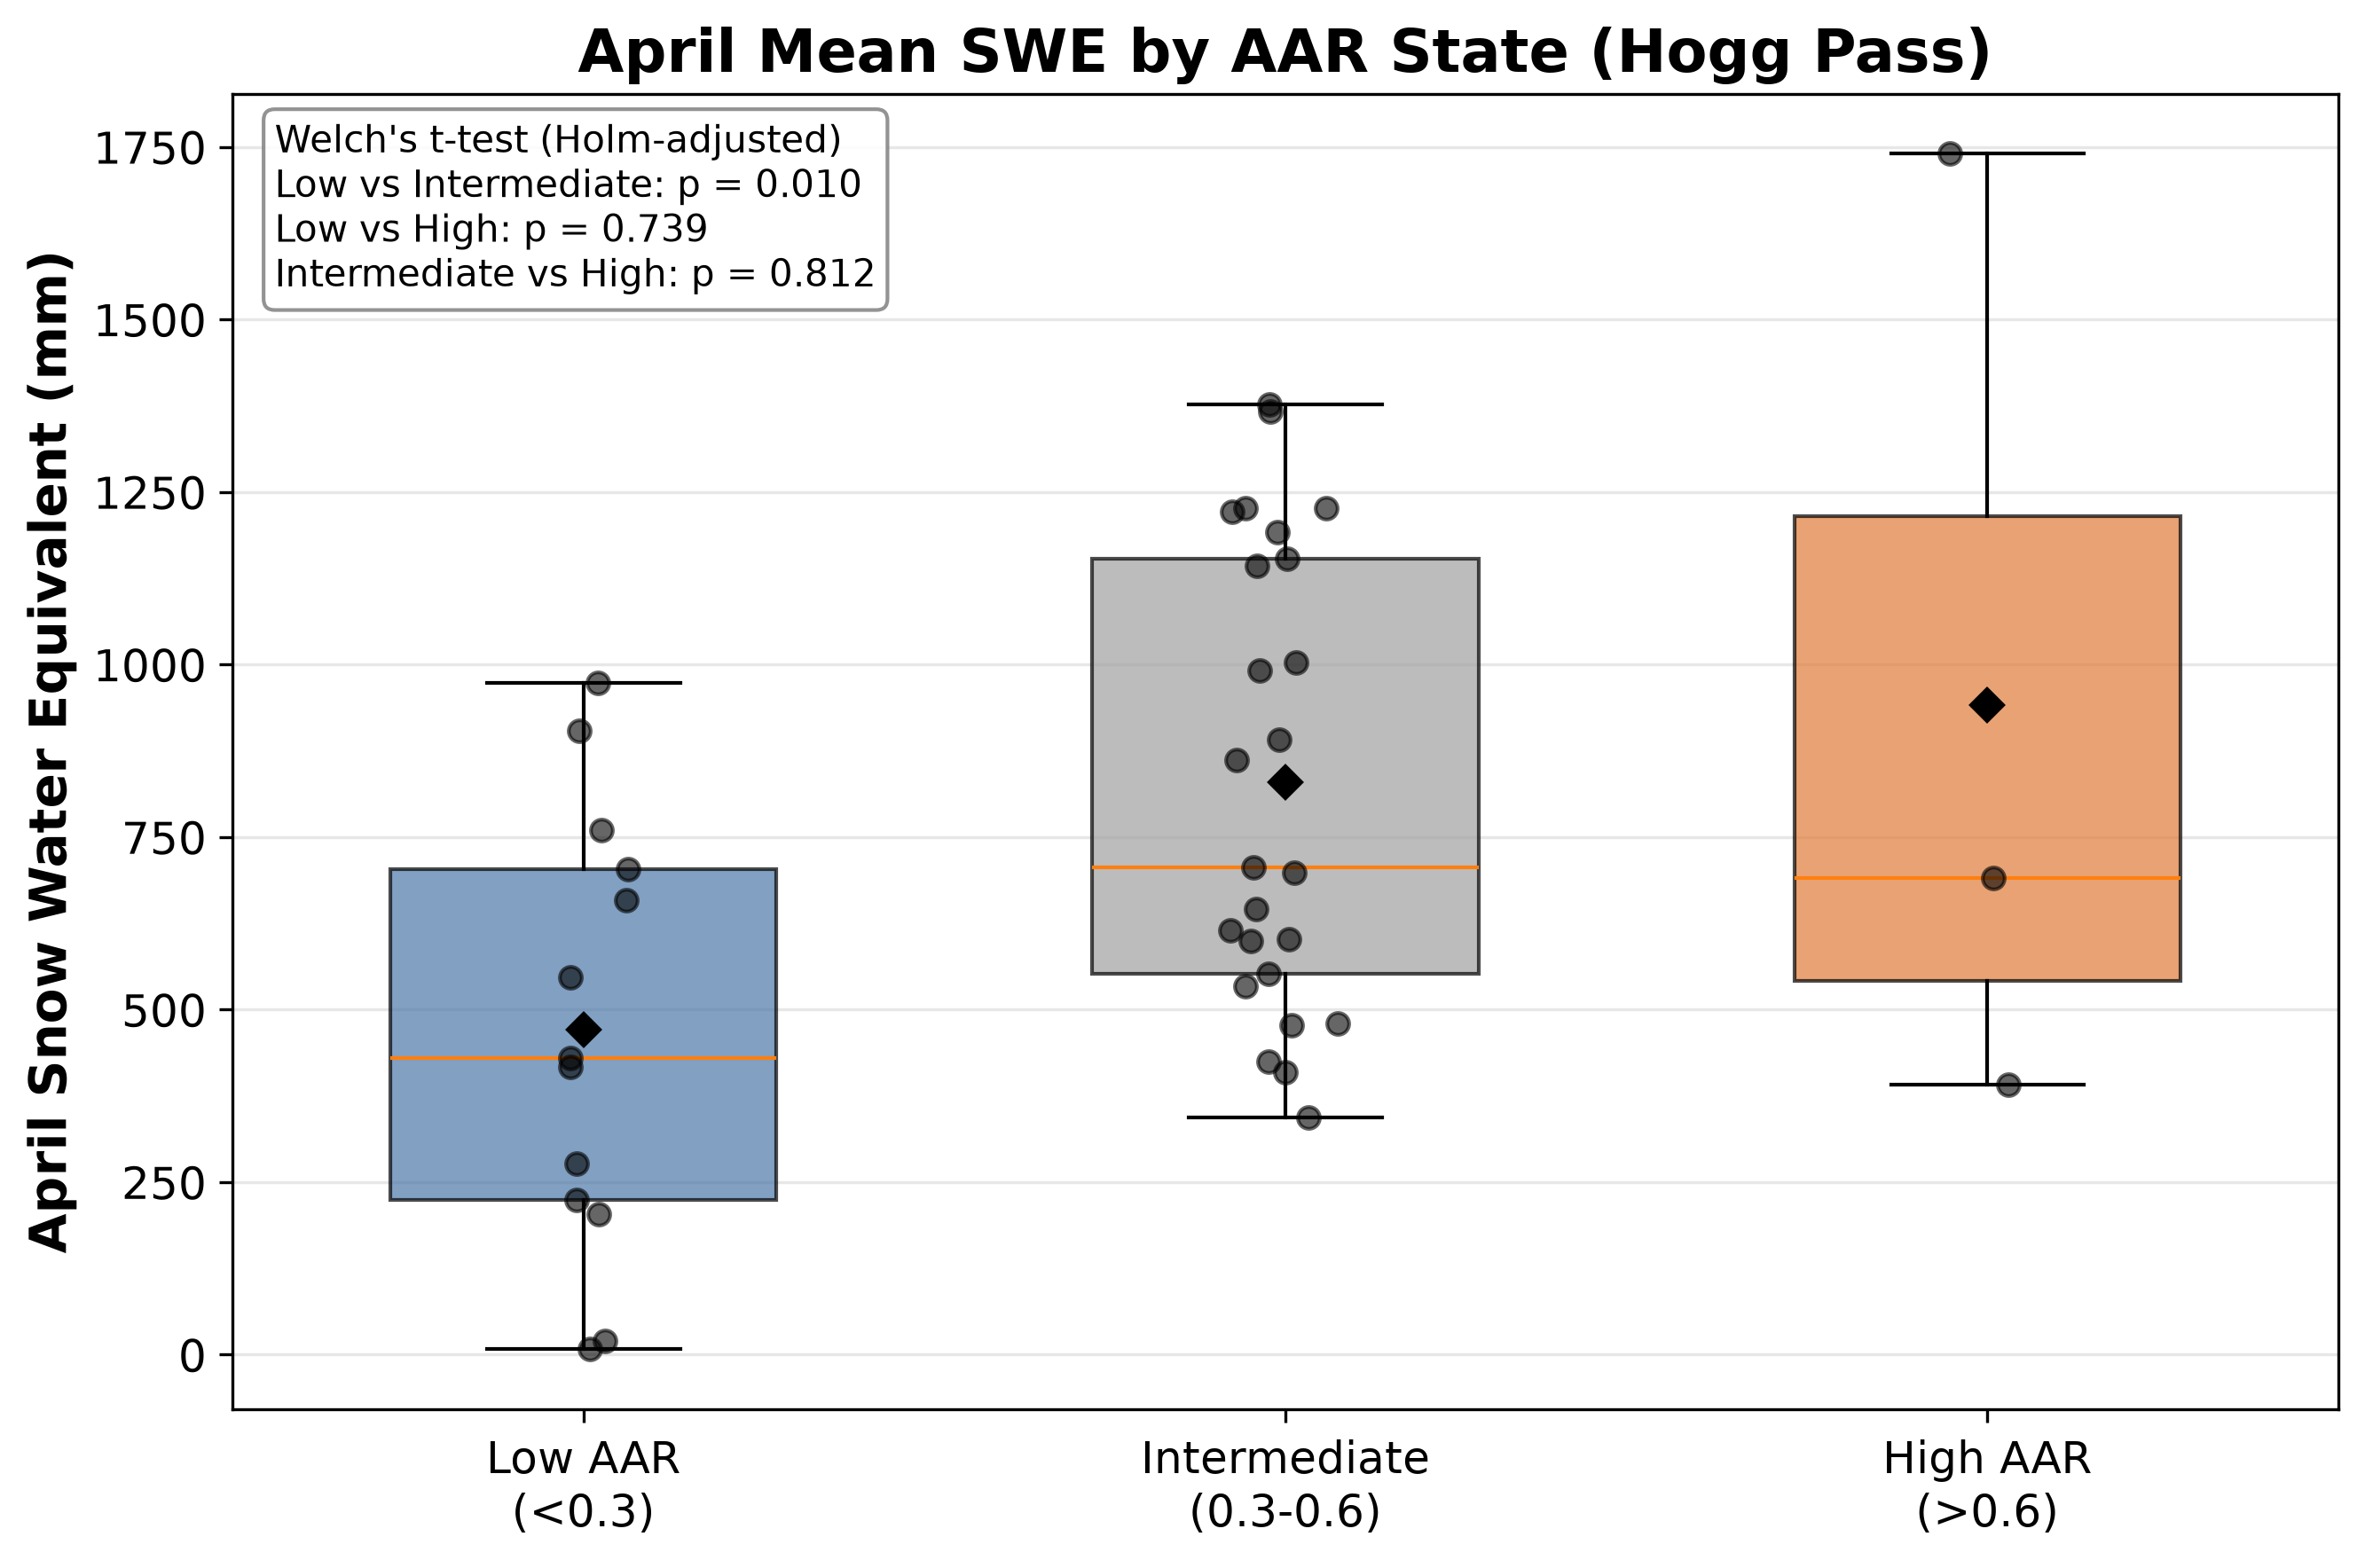 April Mean SWE by AAR State (Hogg Pass)
Welch's t-test (Holm-adjusted)
Low vs Intermediate: p = 0.010
Low vs High: p = 0.739
Intermediate vs High: p = 0.812
April Snow Water Equivalent (mm)
1750
1500
1250
1000
750
500
250
0
Low AAR
(<0.3)
Intermediate
(0.3-0.6)
High AAR
(>0.6)